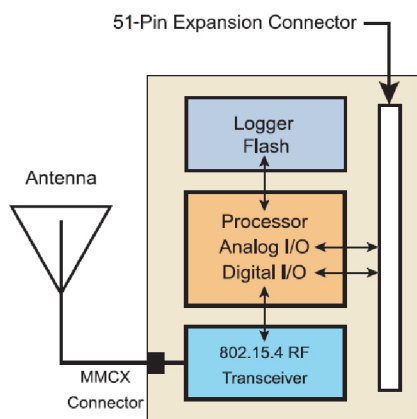 51-Pin Expansion Connector
Logger
Flash
Antenna
Processor
Analog I/O
Digital I/O
802.15.4 RF
Transceiver
MMCX
Connector